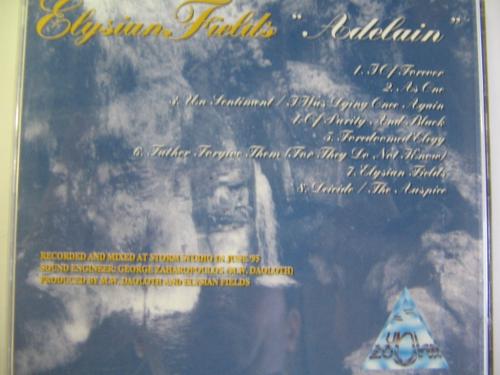 Elysian Fields "Adelain"
1. I Of Forever
2. As One
3. Un Sentiment / I Was Dying Once Again
4. Of Purity And Black
5. Foredoomed Elegy
6. Father Forgive Them (For They Do Not Know)
7. Elysian Fields
8. Deicide / The Auspice
RECORDED AND MIXED AT STORM STUDIO IN JUNE '95
SOUND ENGINEER: GEORGE ZAHAROPOULOS (M.W. DAOLOTH)
PRODUCED BY M.W. DAOLOTH AND ELYSIAN FIELDS